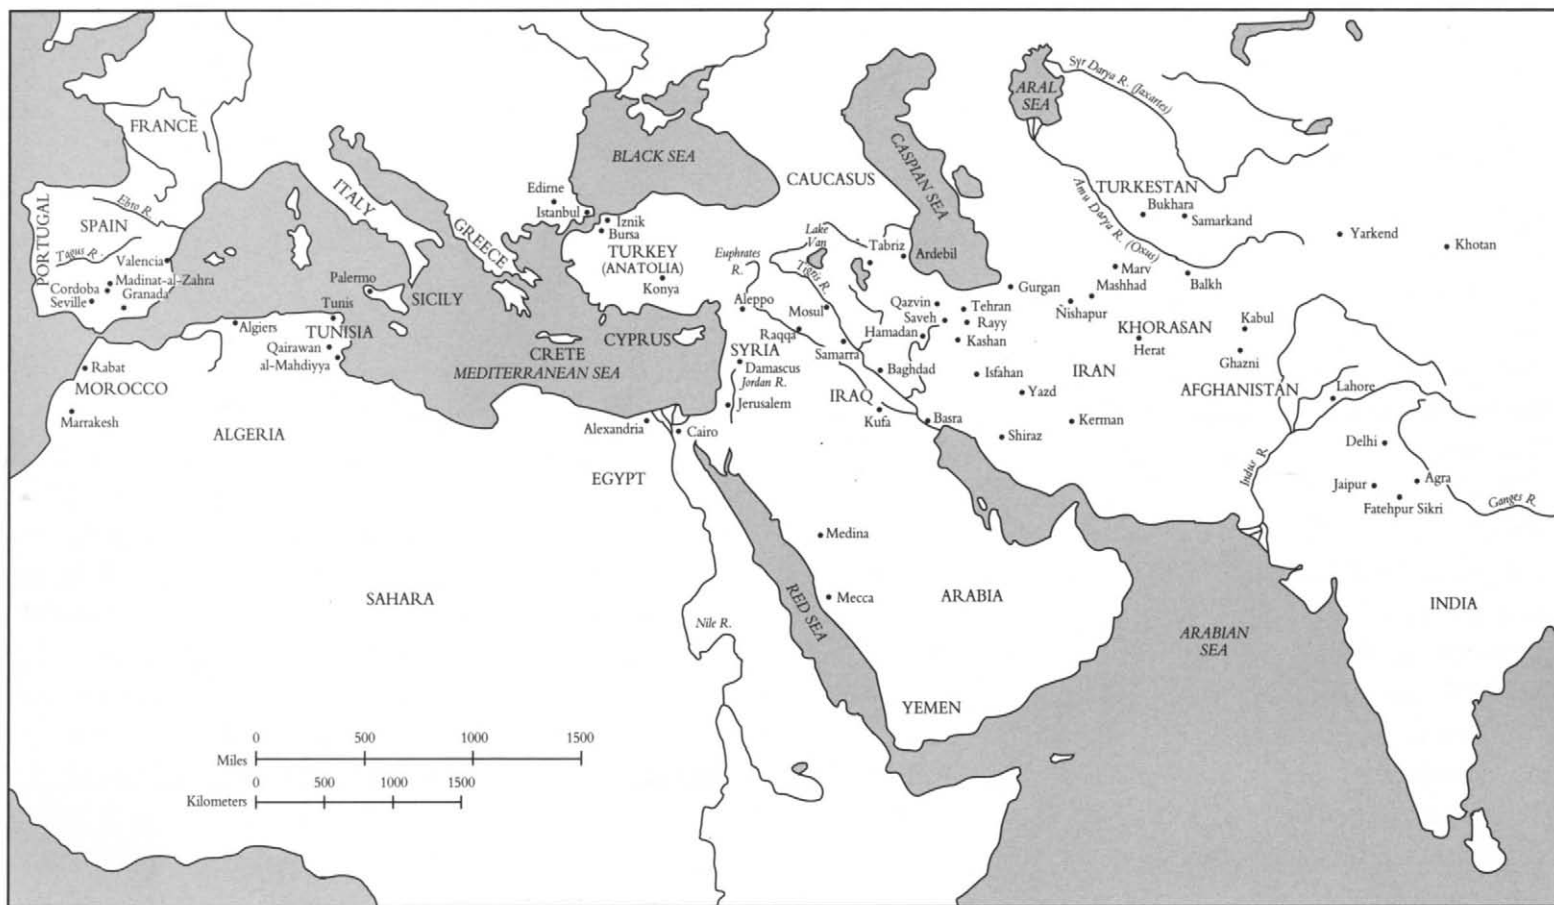 FRANCE
PORTUGAL
SPAIN
Ebro R.
Tagus R.
Valencia
Madinat-al-Zahra
Cordoba
Granada
Seville
ITALY
GREECE
SICILY
Palermo
Tunis
TUNISIA
Algiers
Qairawan
al-Mahdiyya
Rabat
MOROCCO
Marrakesh
ALGERIA
SAHARA
BLACK SEA
Edirne
Istanbul
Iznik
Bursa
TURKEY
(ANATOLIA)
Konya
CRETE
CYPRUS
MEDITERRANEAN SEA
Alexandria
Cairo
EGYPT
Nile R.
CAUCASUS
CASPIAN SEA
Lake
Van
Euphrates
R.
Tigris R.
Tabriz
Ardebil
Aleppo
Mosul
Raqqa
Samarra
SYRIA
Damascus
Jordan R.
Jerusalem
Baghdad
IRAQ
Kufa
Basra
Qazvin
Saveh
Hamadan
Tehran
Rayy
Kashan
Isfahan
Yazd
Shiraz
Kerman
IRAN
Gurgan
Nishapur
Mashhad
Marv
KHORASAN
Herat
ARAL
SEA
Syr Darya R. (Jaxartes)
Amu Darya R. (Oxus)
TURKESTAN
Bukhara
Samarkand
Balkh
Yarkend
Khotan
Kabul
Ghazni
AFGHANISTAN
Lahore
Indus R.
Delhi
Agra
Jaipur
Fatehpur Sikri
Ganges R
INDIA
Medina
Mecca
RED SEA
ARABIA
YEMEN
ARABIAN
SEA
0 500 1000 1500
Miles
0 500 1000 1500
Kilometers